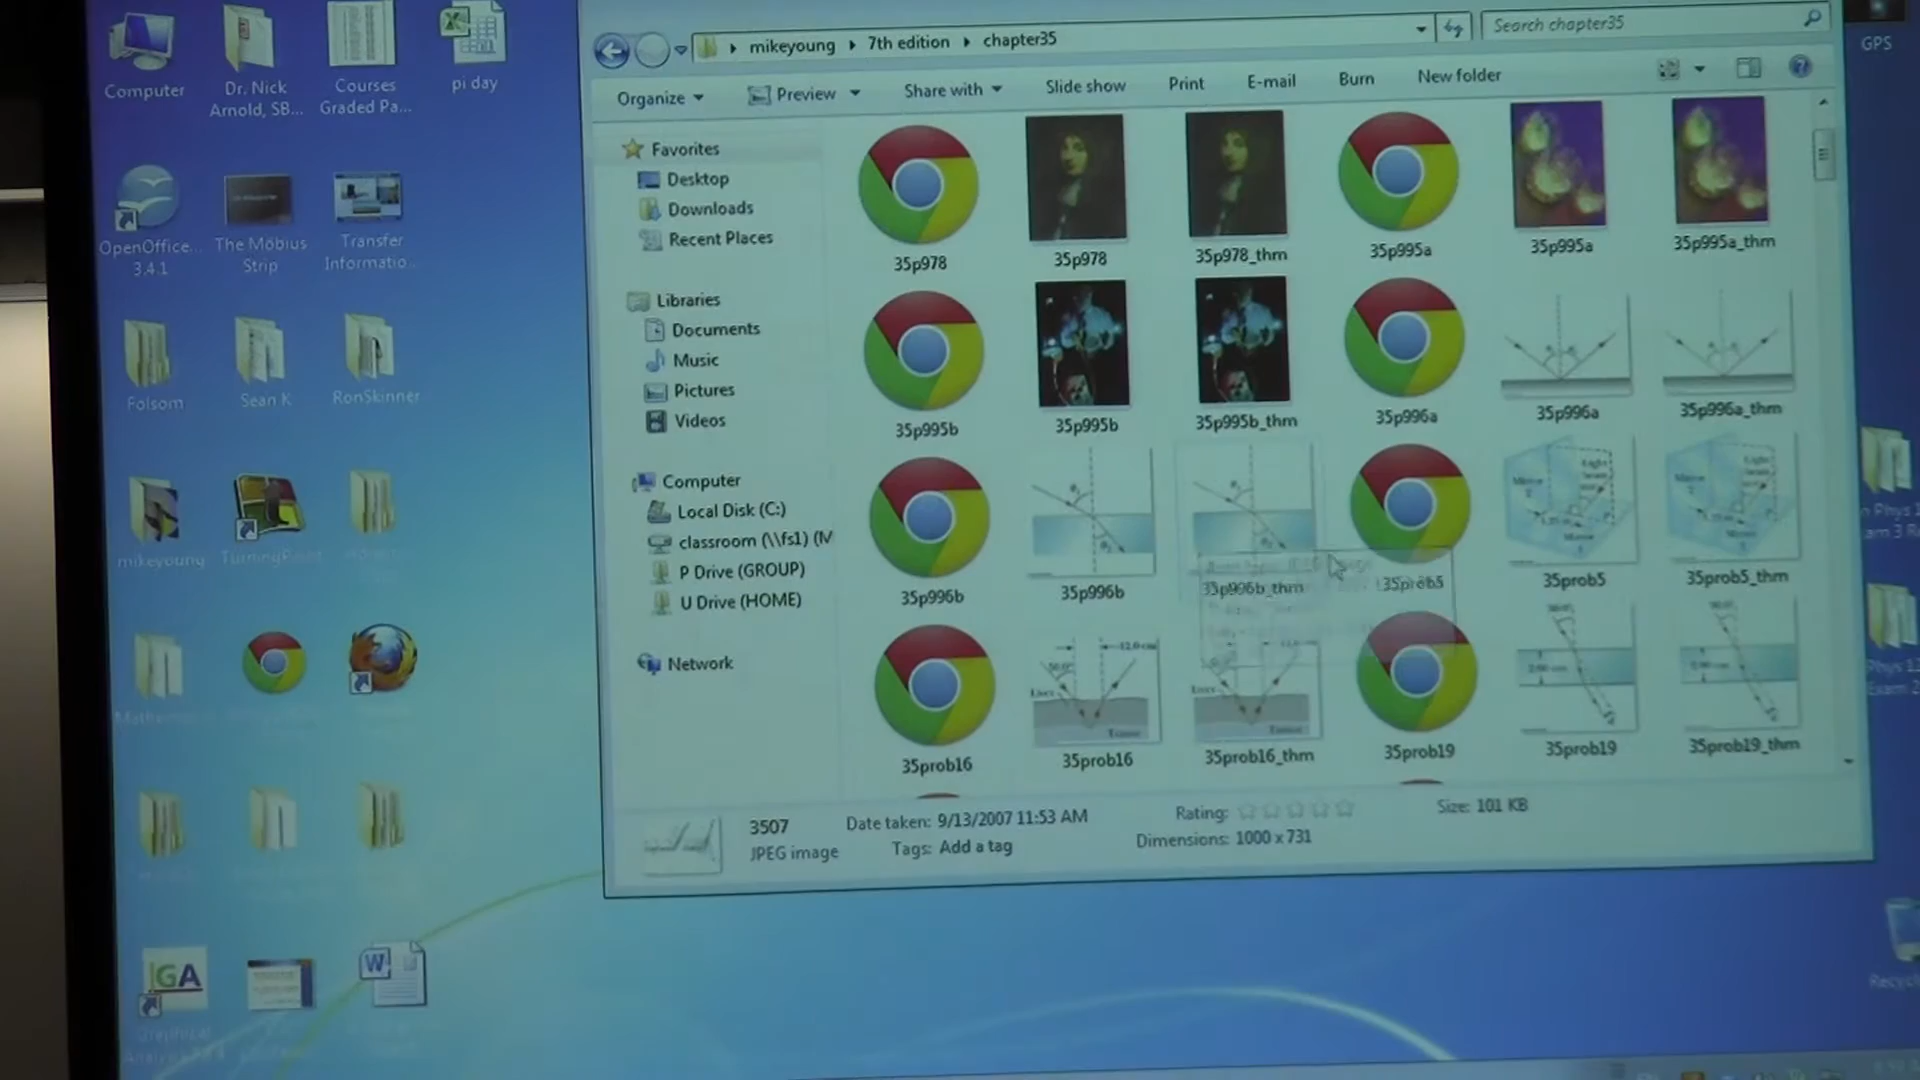 mikeyoung
7th edition
chapter35
Search chapter35
Organize
Preview
Share with
Slide show
Print
E-mail
Burn
New folder
Favorites
Desktop
Downloads
Recent Places
Libraries
Documents
Music
Pictures
Videos
Computer
Local Disk (C:)
classroom (\\fs1) (M
P Drive (GROUP)
U Drive (HOME)
Network
35p978
35p978
35p978_thm
35p995a
35p995a
35p995a_thm
35p995b
35p995b
35p995b_thm
35p996a
35p996a
35p996a_thm
35p996b
35p996b
35p996b_thm
35prob5
35prob5
35prob5_thm
35prob16
35prob16
35prob16_thm
35prob19
35prob19
35prob19_thm
3507
JPEG image
Date taken: 9/13/2007 11:53 AM
Tags: Add a tag
Rating:
Dimensions: 1000 x 731
Size: 101 KB
Computer
Dr. Nick
Arnold, SB...
Courses
Graded Pa...
pi day
OpenOffice...
3.4.1
The Möbius
Strip
Transfer
Informatio...
Folsom
Sean K
RonSkinner
mikeyoung
TurningPoint
GPS
IGA
W